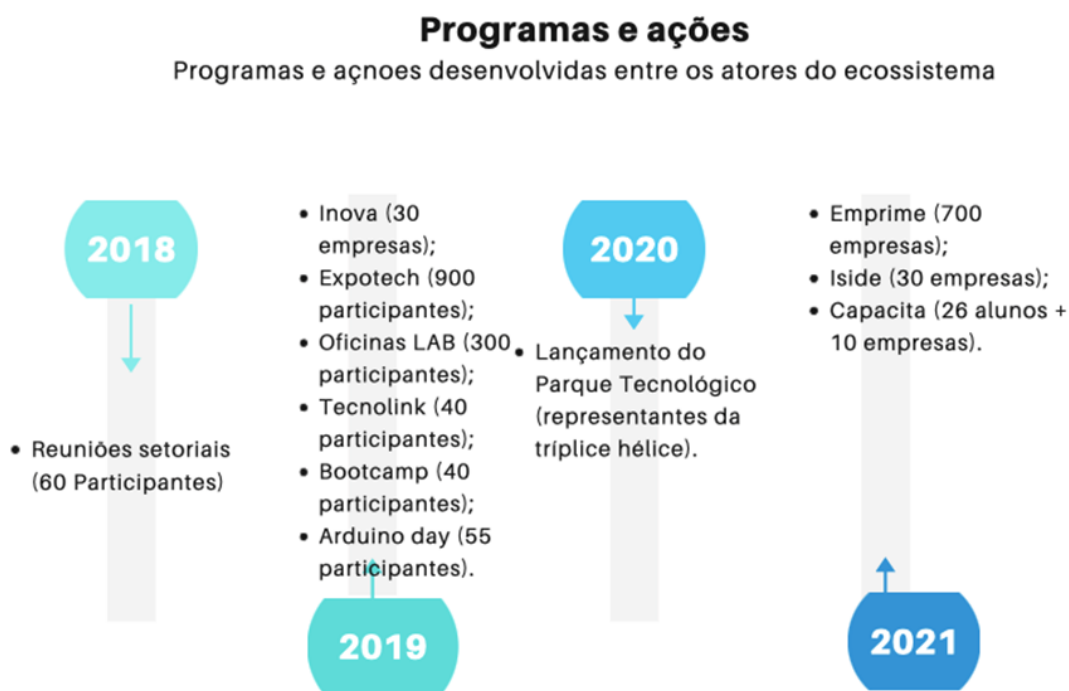 Programas e ações
Programas e açnoes desenvolvidas entre os atores do ecossistema
2018
• Reuniões setoriais
(60 Participantes)
• Inova (30
empresas);
• Expotech (900
participantes);
• Oficinas LAB (300
participantes);
• Tecnolink (40
participantes);
• Bootcamp (40
participantes);
• Arduino day (55
participantes).
2019
2020
• Lançamento do
Parque Tecnológico
(representantes da
tríplice hélice).
• Emprime (700
empresas);
• Iside (30 empresas);
• Capacita (26 alunos +
10 empresas).
2021